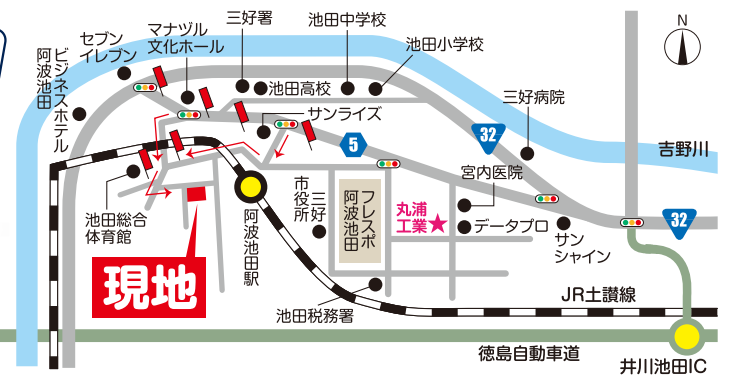 三好署
池田中学校
マナヅル
文化ホール
セブン
イレブン
池田小学校
N
ビジネスホテル
阿波池田
池田高校
サンライズ
三好病院
32
5
吉野川
宮内医院
池田総合
体育館
三好
市役所
フレスポ
阿波池田
丸浦
工業
データプロ
サン
シャイン
32
阿波池田駅
現地
池田税務署
JR土讃線
徳島自動車道
井川池田IC